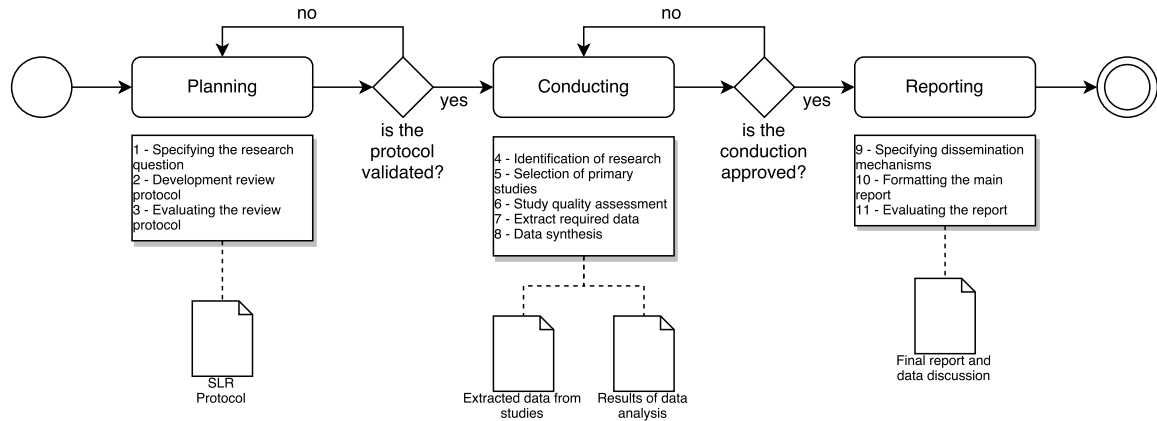 no
no
Planning
Conducting
Reporting
yes
yes
is the
protocol
validated?
is the
conduction
approved?
1 - Specifying the research
question
2 - Development review
protocol
3 - Evaluating the review
protocol
4 - Identification of research
5 - Selection of primary
studies
6 - Study quality assessment
7 - Extract required data
8 - Data synthesis
9 - Specifying dissemination
mechanisms
10 - Formatting the main
report
11 - Evaluating the report
SLR
Protocol
Extracted data from
studies
Results of data
analysis
Final report and
data discussion